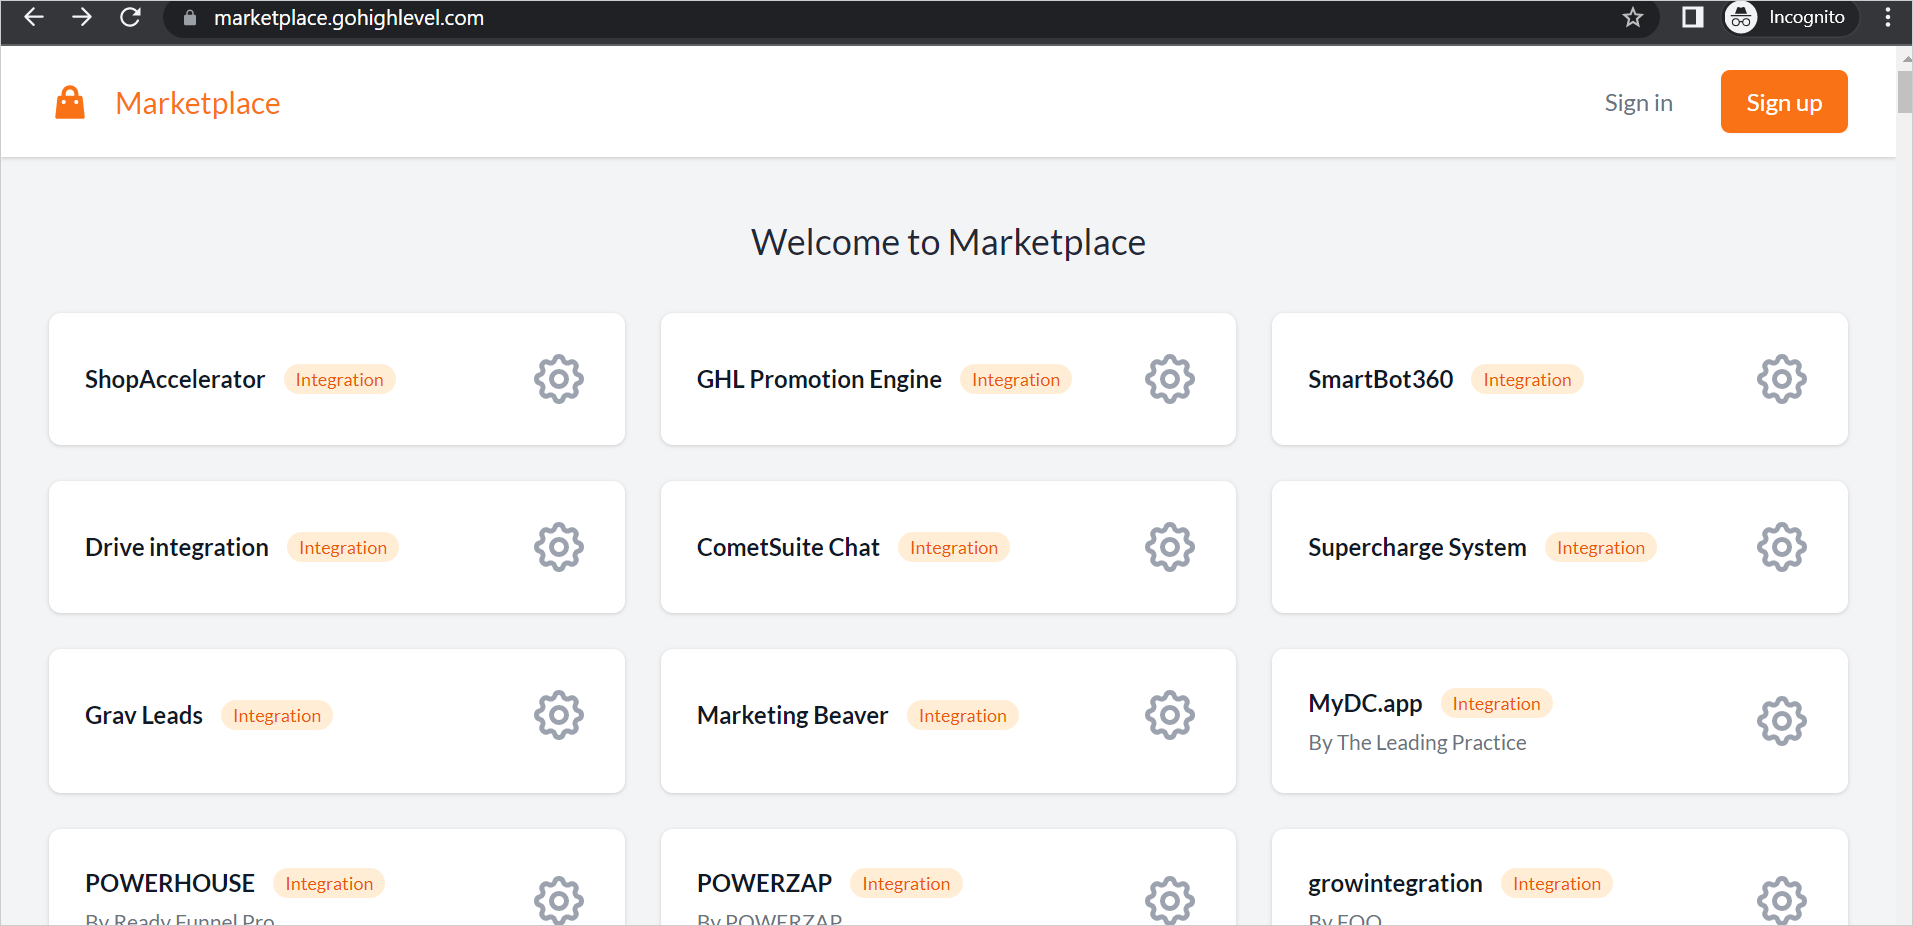 marketplace.gohighlevel.com
Incognito
Marketplace
Sign in
Sign up
Welcome to Marketplace
ShopAccelerator Integration
GHL Promotion Engine Integration
SmartBot360 Integration
Drive integration Integration
CometSuite Chat Integration
Supercharge System Integration
Grav Leads Integration
Marketing Beaver Integration
MyDC.app Integration
By The Leading Practice
POWERHOUSE Integration
By Ready Funnel Pro
POWERZAP Integration
By POWERZAP
growintegration Integration
By